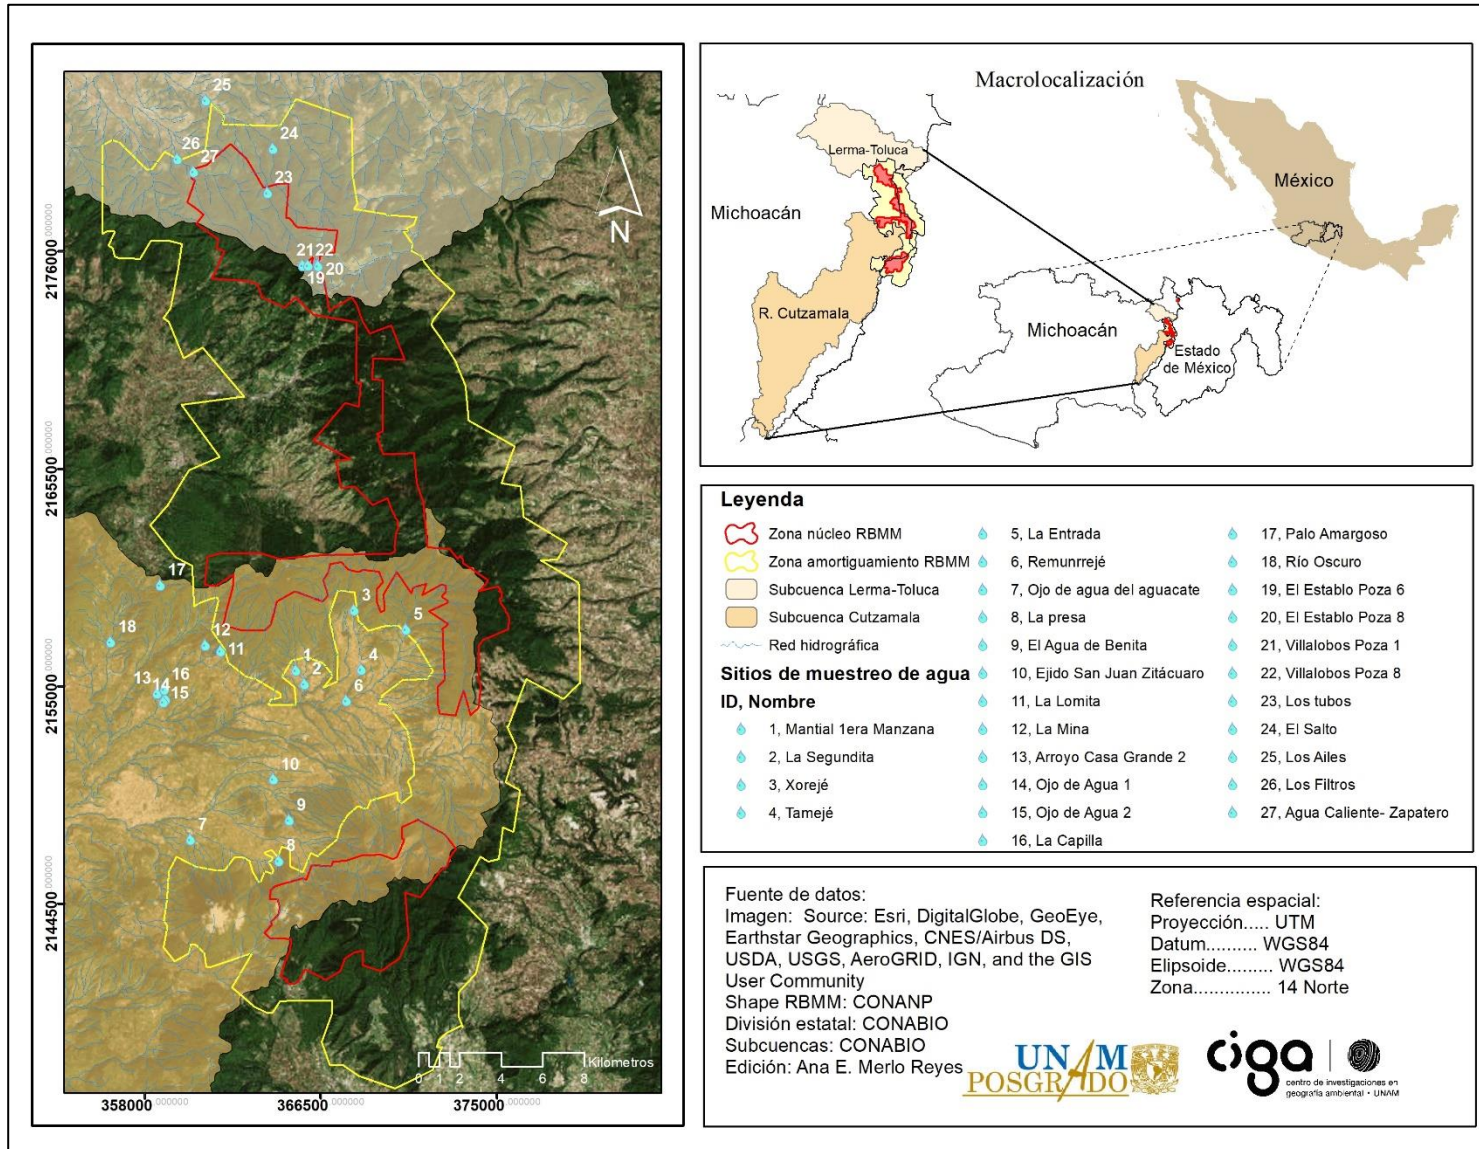 25
24
26
27
23
21
22
20
19
N
17
3
5
12
18
11
1
4
2
16
13
14
15
6
10
9
7
8
2176000.000000
2165500.000000
2155000.000000
2144500.000000
358000.000000
366500.000000
375000.000000
Kilometros
0 1 2 4 6 8
Macrolocalización
Lerma-Toluca
Michoacán
R. Cutzamala
México
Michoacán
Estado
de México
Leyenda
Zona núcleo RBMM
Zona amortiguamiento RBMM
Subcuenca Lerma-Toluca
Subcuenca Cutzamala
Red hidrográfica
Sitios de muestreo de agua
ID, Nombre
1, Mantial 1era Manzana
2, La Segundita
3, Xorejé
4, Tamejé
5, La Entrada
6, Remunrrejé
7, Ojo de agua del aguacate
8, La presa
9, El Agua de Benita
10, Ejido San Juan Zitácuaro
11, La Lomita
12, La Mina
13, Arroyo Casa Grande 2
14, Ojo de Agua 1
15, Ojo de Agua 2
16, La Capilla
17, Palo Amargoso
18, Río Oscuro
19, El Establo Poza 6
20, El Establo Poza 8
21, Villalobos Poza 1
22, Villalobos Poza 8
23, Los tubos
24, El Salto
25, Los Ailes
26, Los Filtros
27, Agua Caliente- Zapatero
Fuente de datos:
Imagen: Source: Esri, DigitalGlobe, GeoEye,
Earthstar Geographics, CNES/Airbus DS,
USDA, USGS, AeroGRID, IGN, and the GIS
User Community
Shape RBMM: CONANP
División estatal: CONABIO
Subcuencas: CONABIO
Edición: Ana E. Merlo Reyes
Referencia espacial:
Proyección..... UTM
Datum.......... WGS84
Elipsoide......... WGS84
Zona............... 14 Norte
UNAM
POSGRADO
ciga
centro de investigaciones en
geografía ambiental • UNAM